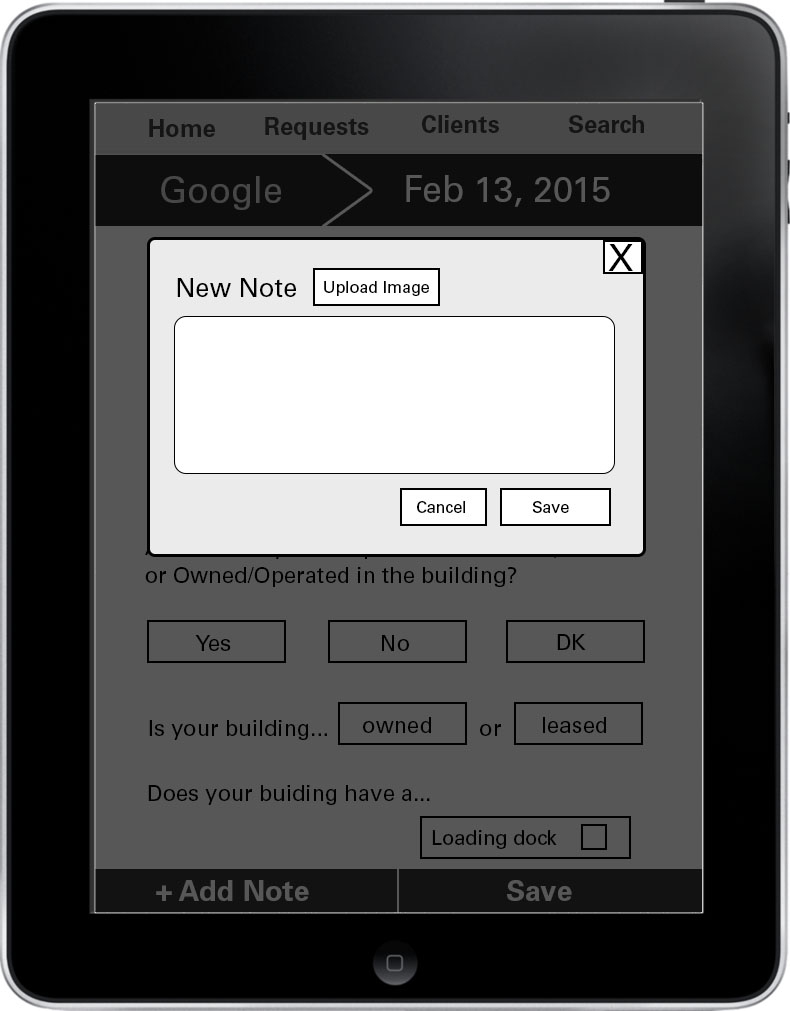 Home Requests Clients Search
Google Feb 13, 2015
X
New Note Upload Image
Cancel Save
or Owned/Operated in the building?
Yes No DK
Is your building... owned or leased
Does your buiding have a...
Loading dock
+ Add Note Save